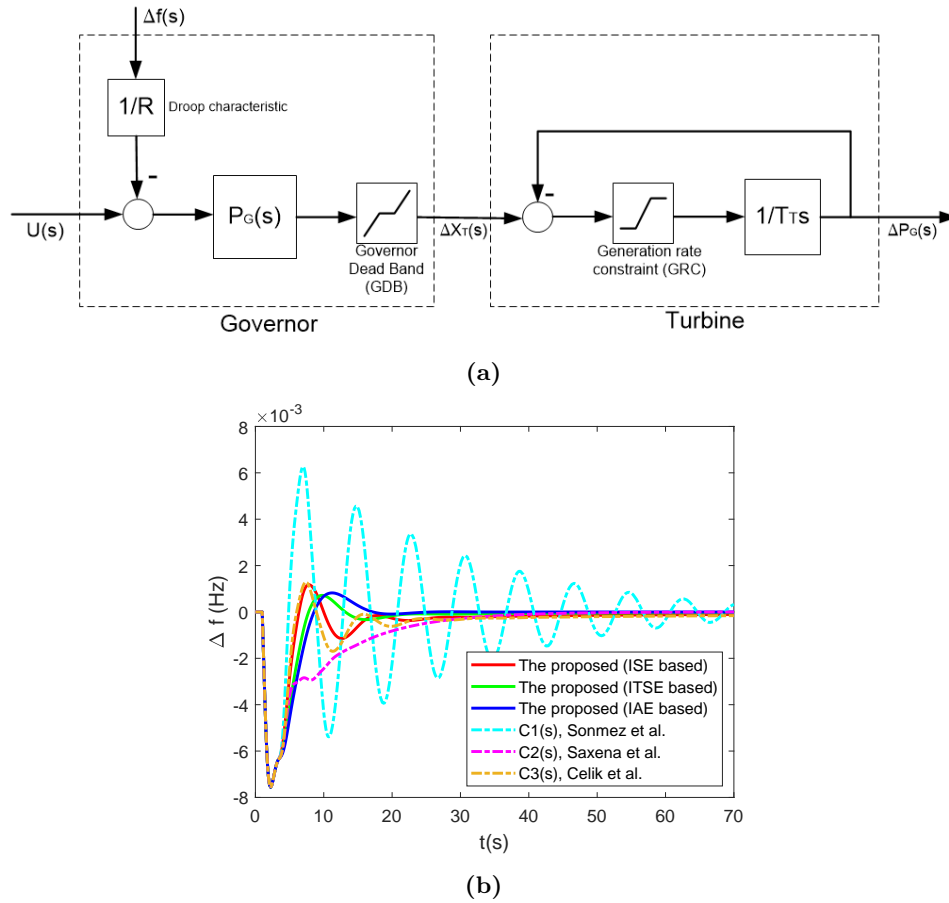 Δf(s)
1/R
Droop characteristic
-
U(s)
PG(s)
Governor
Dead Band
(GDB)
ΔXT(s)
Governor
-
Generation rate
constraint (GRC)
1/TTs
ΔPG(s)
Turbine
(a)
×10-3
8
6
4
2
0
-2
-4
-6
-8
Δ f (Hz)
0
10
20
30
40
50
60
70
t(s)
The proposed (ISE based)
The proposed (ITSE based)
The proposed (IAE based)
C1(s), Sonmez et al.
C2(s), Saxena et al.
C3(s), Celik et al.
(b)